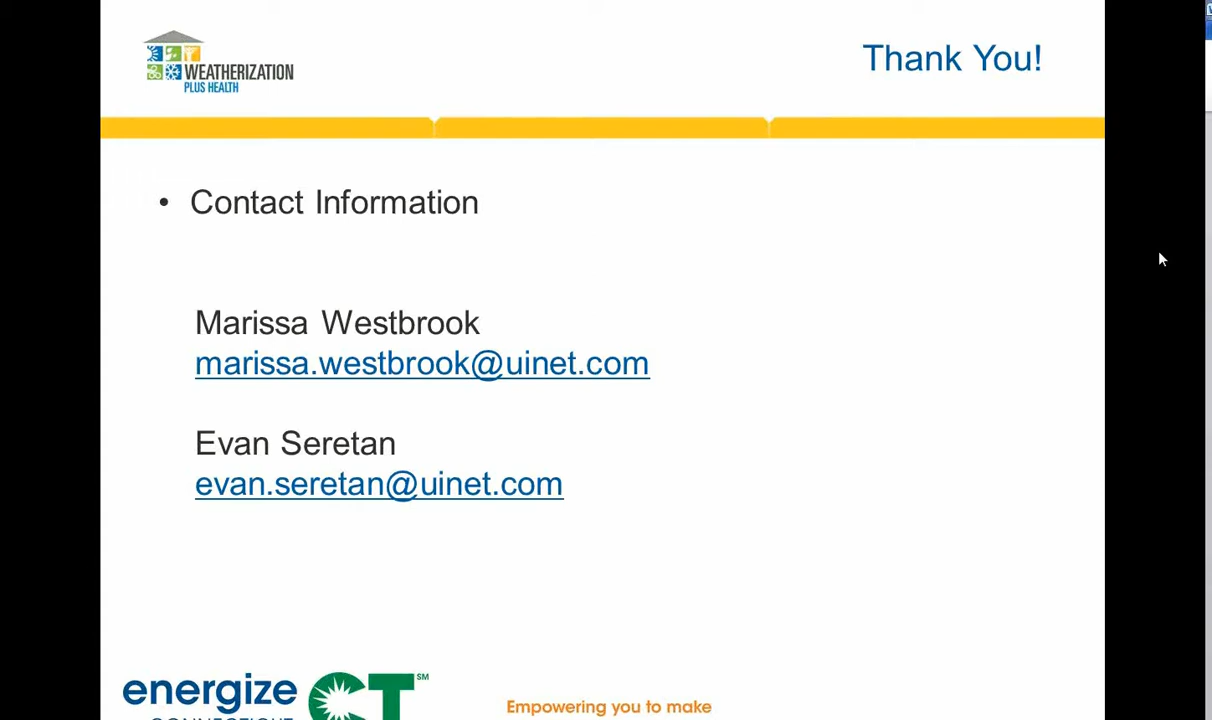 WEATHERIZATION
PLUS HEALTH
Thank You!
• Contact Information
Marissa Westbrook
marissa.westbrook@uinet.com
Evan Seretan
evan.seretan@uinet.com
energize CT SM
Empowering you to make